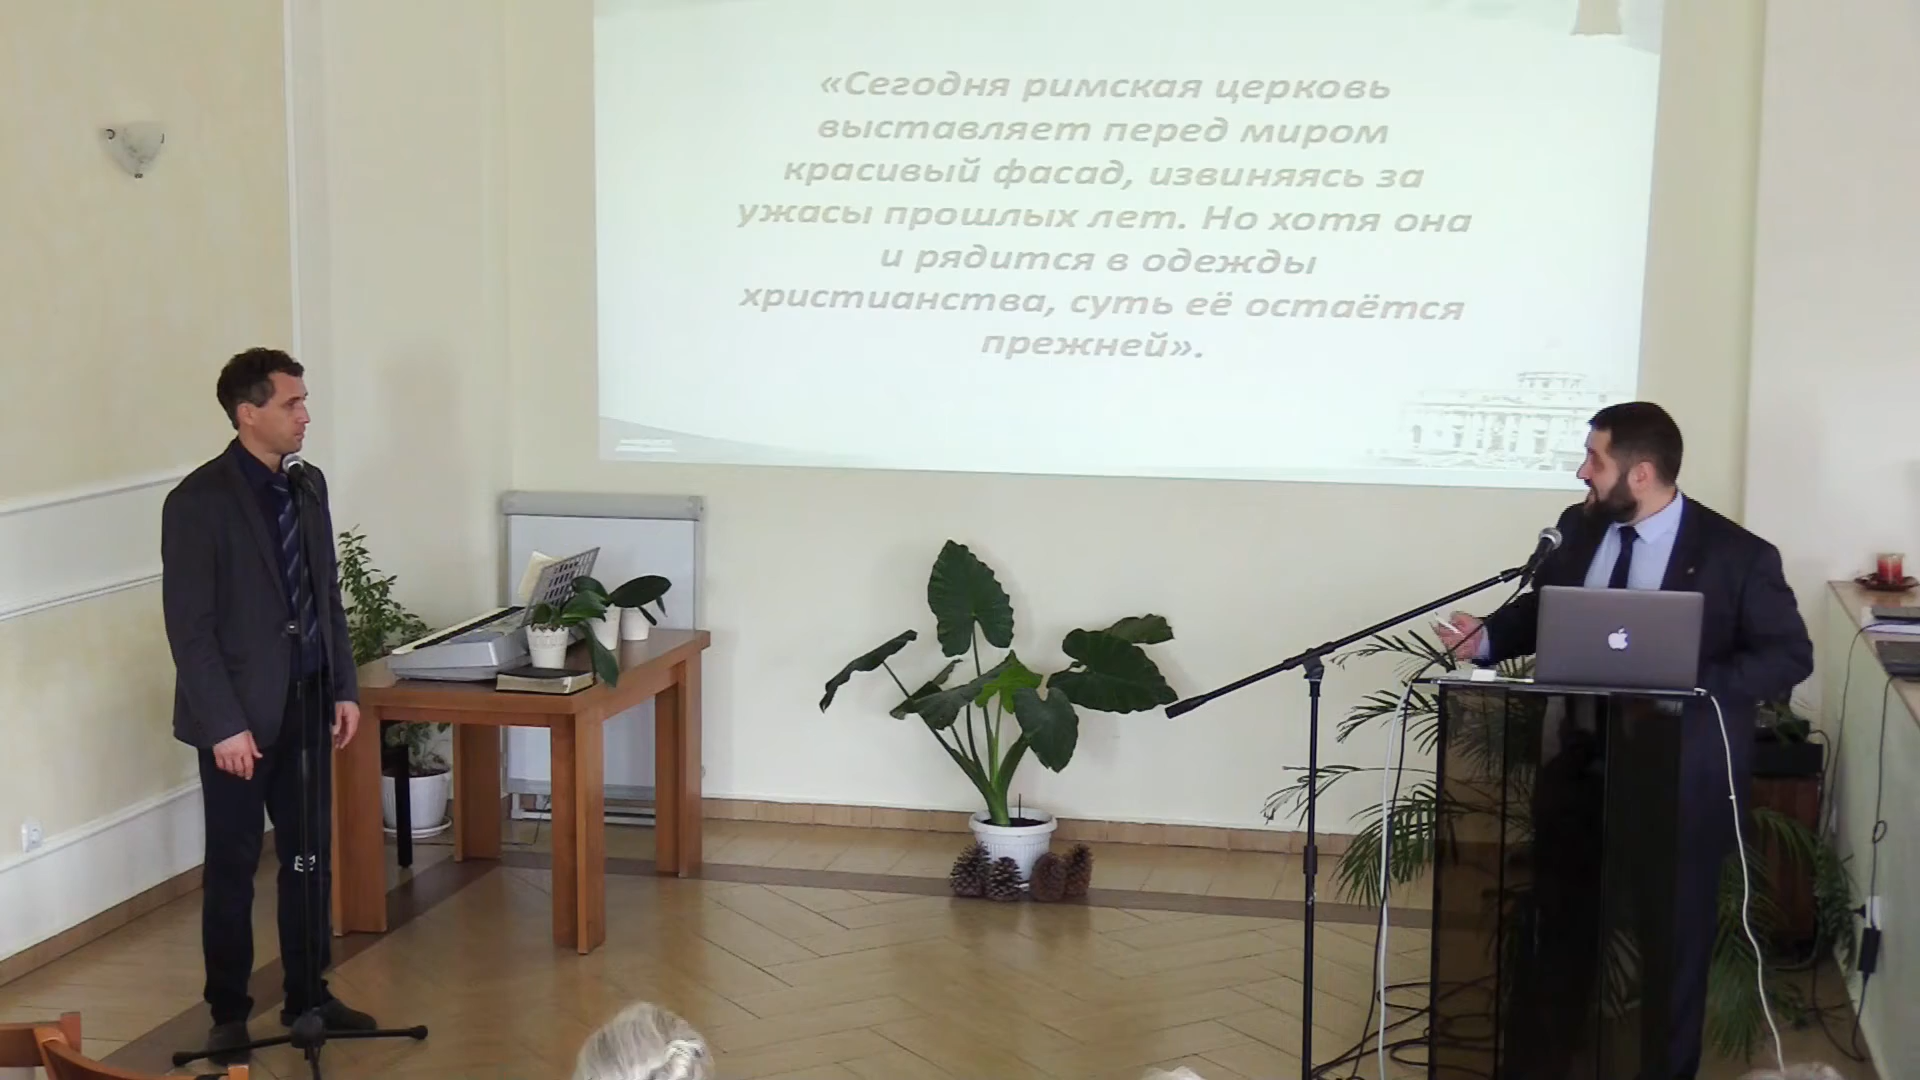 «Сегодня римская церковь
выставляет перед миром
красивый фасад, извиняясь за
ужасы прошлых лет. Но хотя она
и рядится в одежды
христианства, суть её остаётся
прежней».